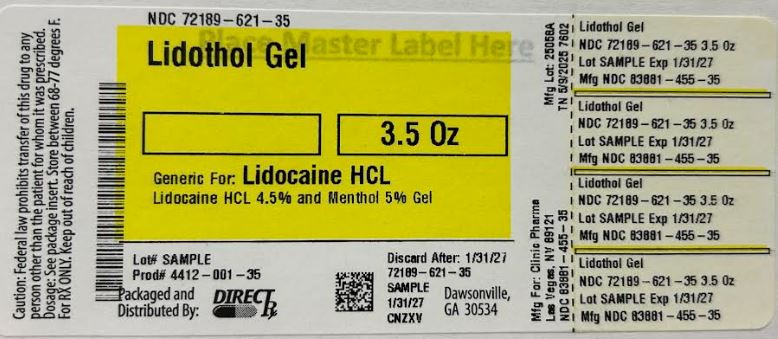 Caution: Federal law prohibits transfer of this drug to any
person other than the patient for whom it was prescribed.
Dosage: See package insert. Store between 68-77 degrees F.
For RX ONLY. Keep out of reach of children.
NDC 72189-621-35
Place Master Label Here
Lidothol Gel
3.5 Oz
Generic For: Lidocaine HCL
Lidocaine HCL 4.5% and Menthol 5% Gel
Lot# SAMPLE
Prod# 4412-001-35
Packaged and
Distributed By:
DIRECT Rx
Discard After: 1/31/27
72189-621-35
SAMPLE
1/31/27
CNZXV
Dawsonville,
GA 30534
Mfg Lot: 25058A
TN 5/9/2025 7602
Mfg For: Clinic Pharma
Las Vegas, NV 89121
NDC 83881-455-35
Lidothol Gel
NDC 72189-621-35 3.5 Oz
Lot SAMPLE Exp 1/31/27
Mfg NDC 83881-455-35
Lidothol Gel
NDC 72189-621-35 3.5 Oz
Lot SAMPLE Exp 1/31/27
Mfg NDC 83881-455-35
Lidothol Gel
NDC 72189-621-35 3.5 Oz
Lot SAMPLE Exp 1/31/27
Mfg NDC 83881-455-35
Lidothol Gel
NDC 72189-621-35 3.5 Oz
Lot SAMPLE Exp 1/31/27
Mfg NDC 83881-455-35